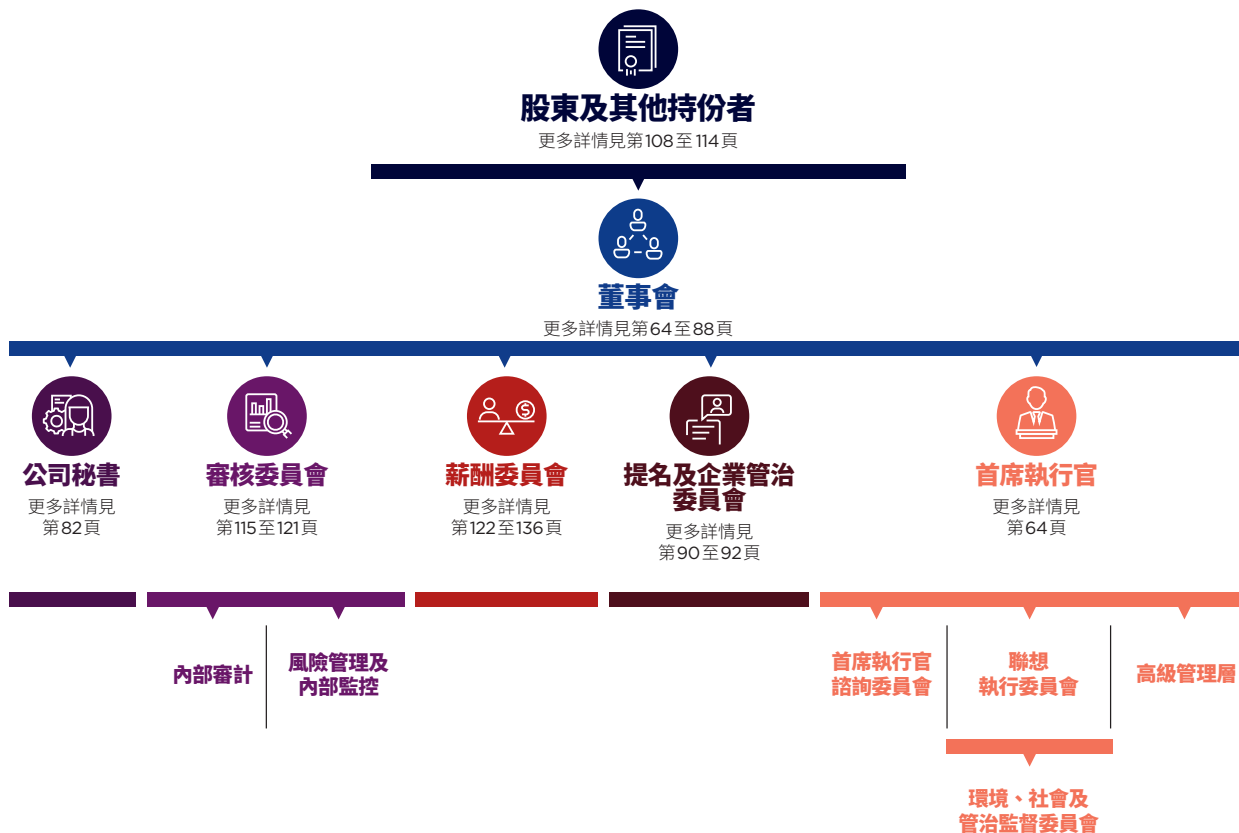 股東及其他持份者
更多詳情見第108至114頁
董事會
更多詳情見第64至88頁
公司秘書
更多詳情見
第82頁
審核委員會
更多詳情見
第115至121頁
薪酬委員會
更多詳情見
第122至136頁
提名及企業管治
委員會
更多詳情見
第90至92頁
首席執行官
更多詳情見
第64頁
內部審計
風險管理及
內部監控
首席執行官
諮詢委員會
聯想
執行委員會
高級管理層
環境、社會及
管治監督委員會